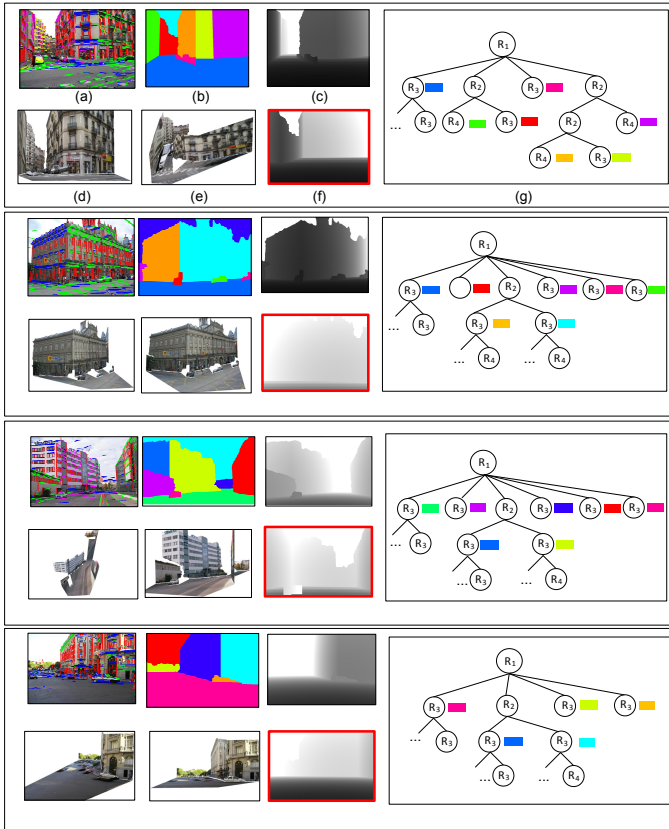 R1
R3 R2 R3 R2
... R3 R4 R3 R2 R4
R4 R3
(a) (b) (c)
(d) (e) (f) (g)
R1
R3 R2 R3 R3 R3
... R3 R3 R3
... R4 ... R4
R1
R3 R3 R2 R3 R3 R3
... R3 R3 R3
... R3 ... R4
R1
R3 R2 R3 R3
... R3 R3 R3
... R3 ... R4